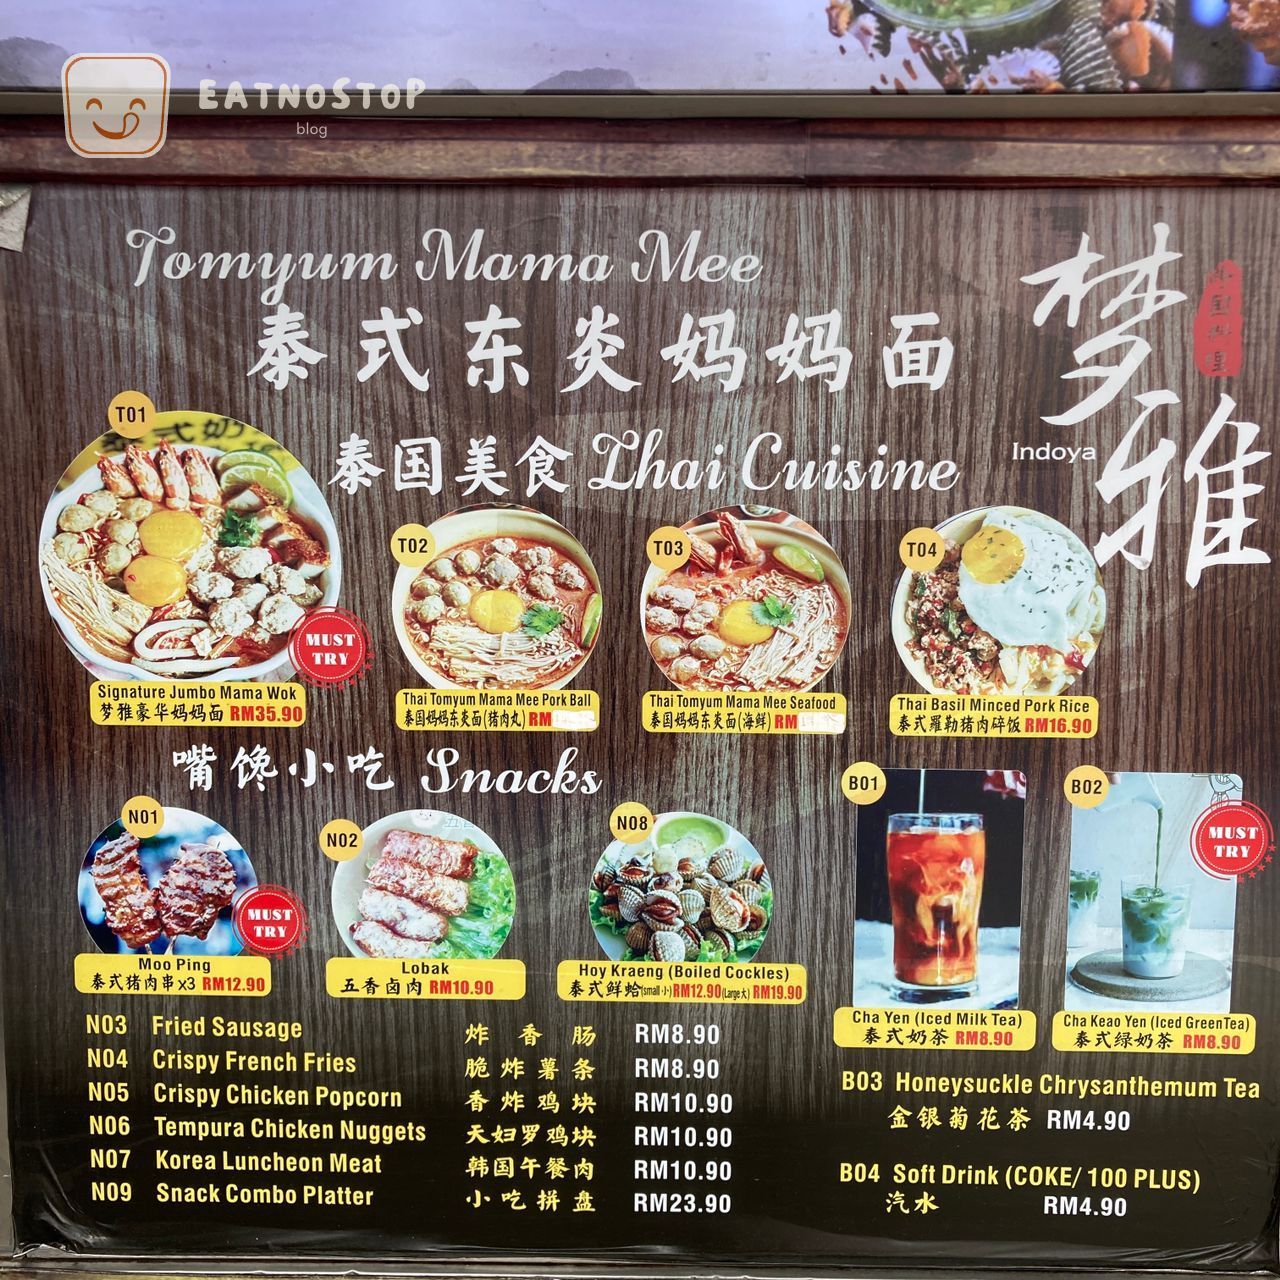 EATNOSTOP
blog
Tomyum Mama Mee
泰式东炎妈妈面
梦雅
Indoya
泰国美食 Thai Cuisine
T01
MUST TRY
Signature Jumbo Mama Wok
梦雅豪华妈妈面 RM35.90
T02
Thai Tomyum Mama Mee Pork Ball
泰国妈妈东炎面(猪肉丸) RM
T03
Thai Tomyum Mama Mee Seafood
泰国妈妈东炎面(海鲜) RM
T04
Thai Basil Minced Pork Rice
泰式羅勒猪肉碎饭 RM16.90
嘴馋小吃 Snacks
N01
MUST TRY
Moo Ping
泰式猪肉串x3 RM12.90
N02
Lobak
五香卤肉 RM10.90
N08
Hoy Kraeng (Boiled Cockles)
泰式鲜蛤(small 小)RM12.90(Large 大) RM19.90
B01
Cha Yen (Iced Milk Tea)
泰式奶茶 RM8.90
B02
MUST TRY
Cha Keao Yen (Iced GreenTea)
泰式绿奶茶 RM8.90
N03 Fried Sausage 炸香肠 RM8.90
N04 Crispy French Fries 脆炸薯条 RM8.90
N05 Crispy Chicken Popcorn 香炸鸡块 RM10.90
N06 Tempura Chicken Nuggets 天妇罗鸡块 RM10.90
N07 Korea Luncheon Meat 韩国午餐肉 RM10.90
N09 Snack Combo Platter 小吃拼盘 RM23.90
B03 Honeysuckle Chrysanthemum Tea
金银菊花茶 RM4.90
B04 Soft Drink (COKE/ 100 PLUS)
汽水 RM4.90